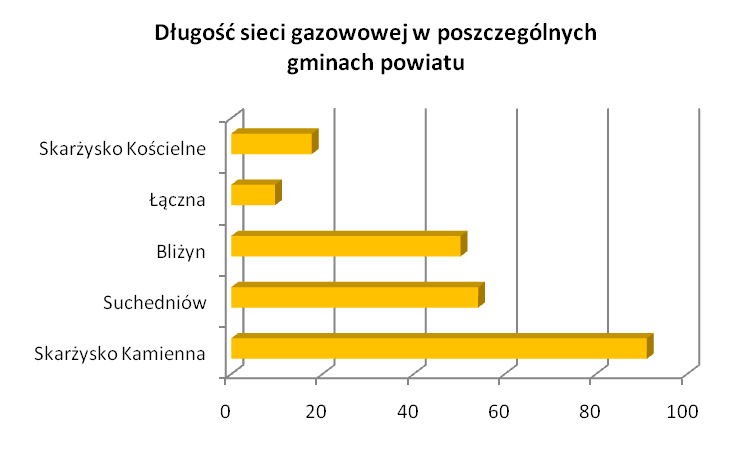 Długość sieci gazowowej w poszczególnych
gminach powiatu
Skarżysko Kościelne
Łączna
Bliżyn
Suchedniów
Skarżysko Kamienna
0 20 40 60 80 100